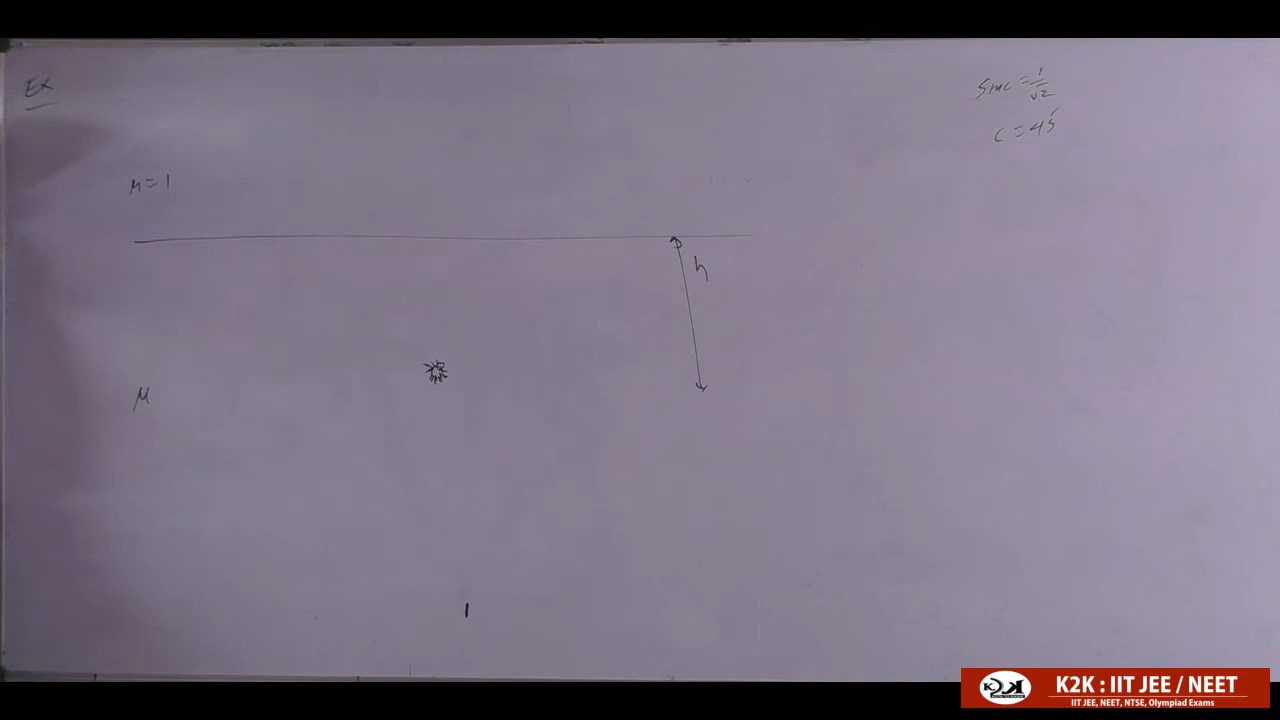 Ex
sinc = 1/√2
c = 45°
μ = 1
h
μ
K2K : IIT JEE / NEET
IIT JEE, NEET, NTSE, Olympiad Exams